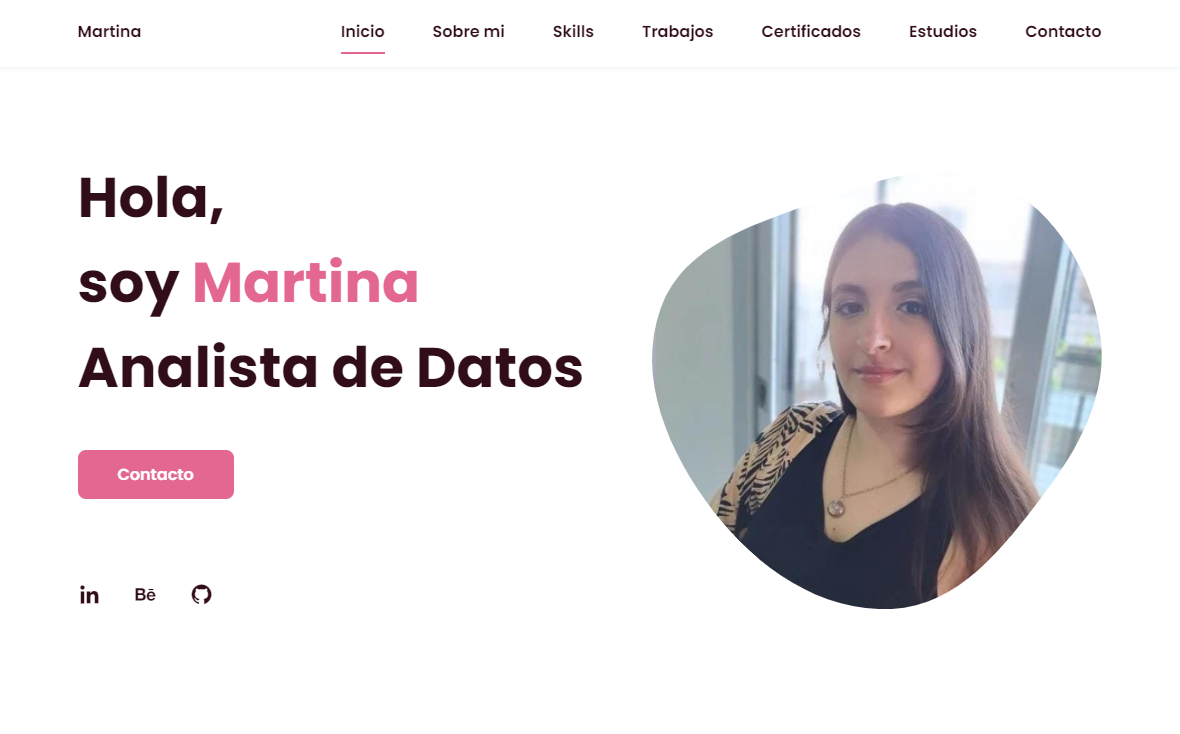 Martina
Inicio
Sobre mi
Skills
Trabajos
Certificados
Estudios
Contacto
Hola,
soy Martina
Analista de Datos
Contacto
in
Bē